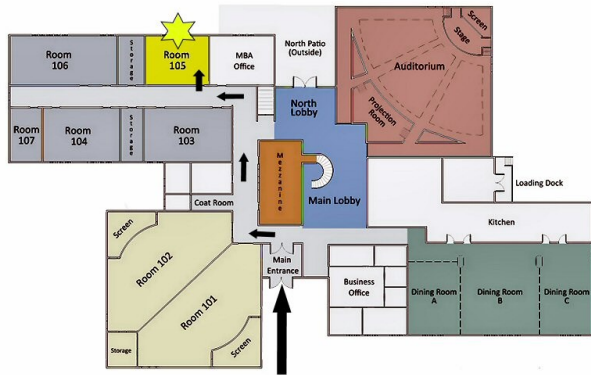 Room
106
Storage
Room
105
MBA
Office
North Patio
(Outside)
Screen
Stage
Auditorium
Projection
Room
North
Lobby
Room
107
Room
104
Storage
Room
103
Mezzanine
Main Lobby
Loading Dock
Coat Room
Kitchen
Screen
Room 102
Main
Entrance
Room 101
Business
Office
Dining Room
A
Dining Room
B
Dining Room
C
Storage
Screen